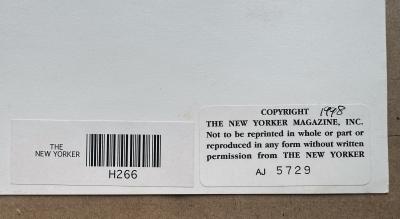 THE
NEW YORKER
H266
COPYRIGHT 1998
THE NEW YORKER MAGAZINE, INC.
Not to be reprinted in whole or part or
reproduced in any form without written
permission from THE NEW YORKER
AJ 5729